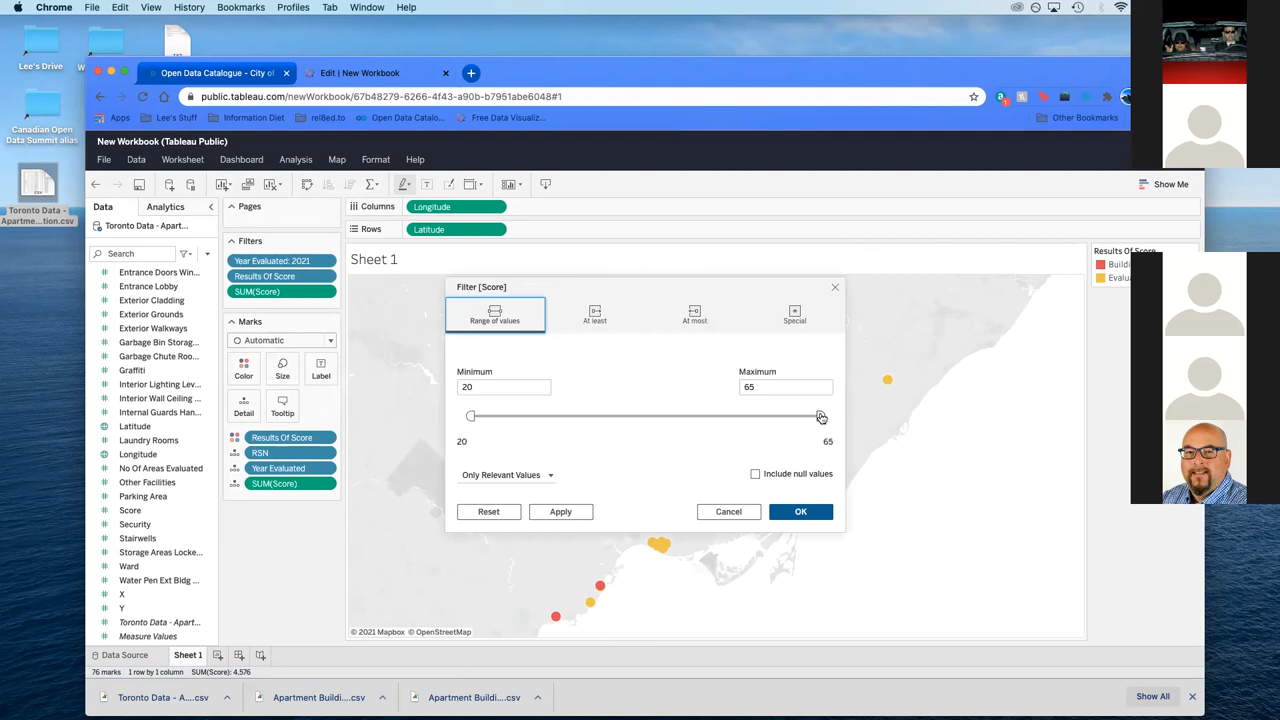 Chrome File Edit View History Bookmarks Profiles Tab Window Help
Lee's Drive
W
Canadian Open
Data Summit alias
CSV
Toronto Data -
Apartme...tion.csv
Open Data Catalogue - City of
Edit | New Workbook
public.tableau.com/newWorkbook/67b48279-6266-4f43-a90b-b7951abe6048#1
Apps Lee's Stuff Information Diet rel8ed.to Open Data Catalo... Free Data Visualiz... Other Bookmarks
New Workbook (Tableau Public)
File Data Worksheet Dashboard Analysis Map Format Help
Show Me
Data Analytics
Toronto Data - Apart...
Search
Entrance Doors Win...
Entrance Lobby
Exterior Cladding
Exterior Grounds
Exterior Walkways
Garbage Bin Storag...
Garbage Chute Roo...
Graffiti
Interior Lighting Lev...
Interior Wall Ceiling ...
Internal Guards Han...
Latitude
Laundry Rooms
Longitude
No Of Areas Evaluated
Other Facilities
Parking Area
Score
Security
Stairwells
Storage Areas Locke...
Ward
Water Pen Ext Bldg ...
X
Y
Toronto Data - Apart...
Measure Values
Pages
Filters
Year Evaluated: 2021
Results Of Score
SUM(Score)
Marks
Automatic
Color Size Label
Detail Tooltip
Results Of Score
RSN
Year Evaluated
SUM(Score)
Columns Longitude
Rows Latitude
Sheet 1
Results Of Score
Buildi
Evalua
Filter [Score]
Range of values At least At most Special
Minimum Maximum
20 65
20 65
Only Relevant Values Include null values
Reset Apply Cancel OK
© 2021 Mapbox © OpenStreetMap
Data Source Sheet 1
76 marks 1 row by 1 column SUM(Score): 4,576
Toronto Data - A....csv Apartment Buildi....csv Apartment Buildi....csv Show All